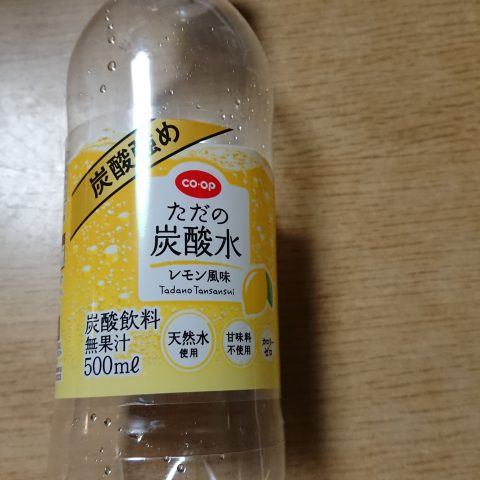 炭酸強め
co-op
ただの
炭酸水
レモン風味
Tadano Tansansui
炭酸飲料
無果汁
500mℓ
天然水
使用
甘味料
不使用